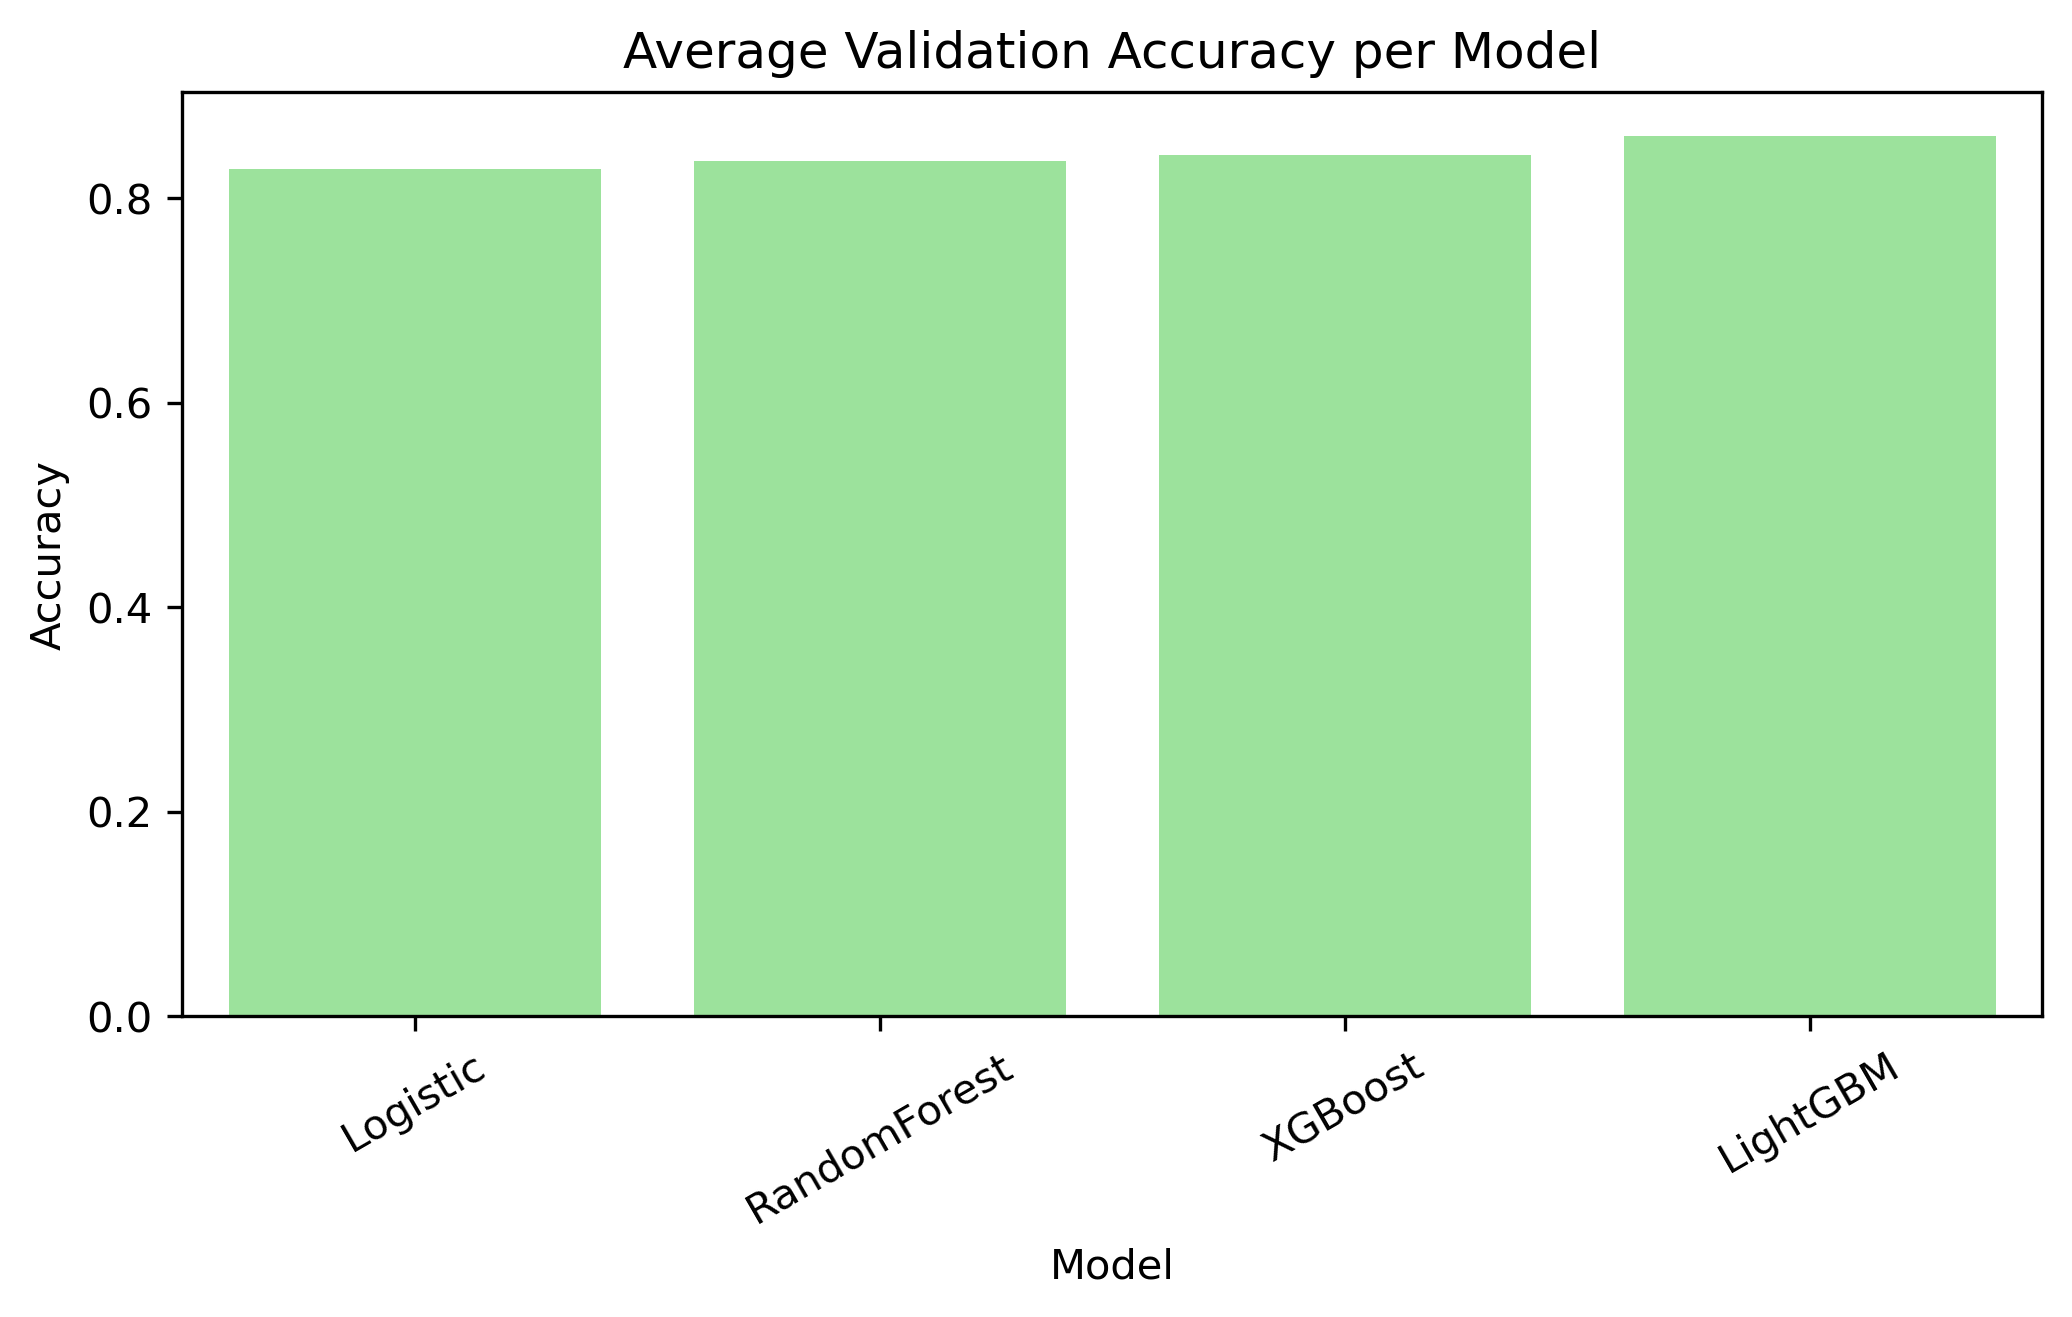 Average Validation Accuracy per Model
Accuracy
0.8
0.6
0.4
0.2
0.0
Logistic
RandomForest
XGBoost
LightGBM
Model